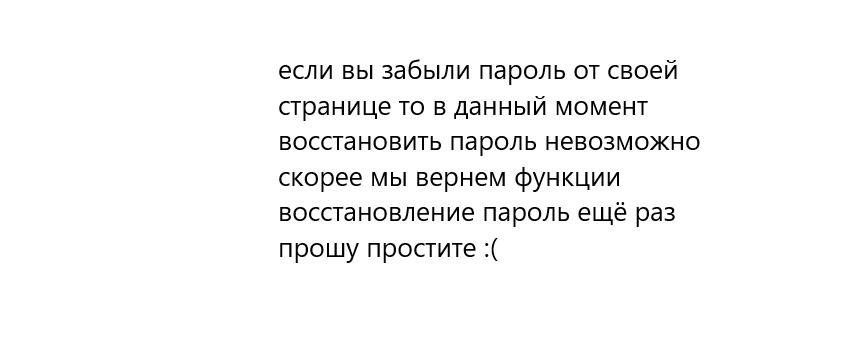 если вы забыли пароль от своей
странице то в данный момент
восстановить пароль невозможно
скорее мы вернем функции
восстановление пароль ещё раз
прошу простите :(